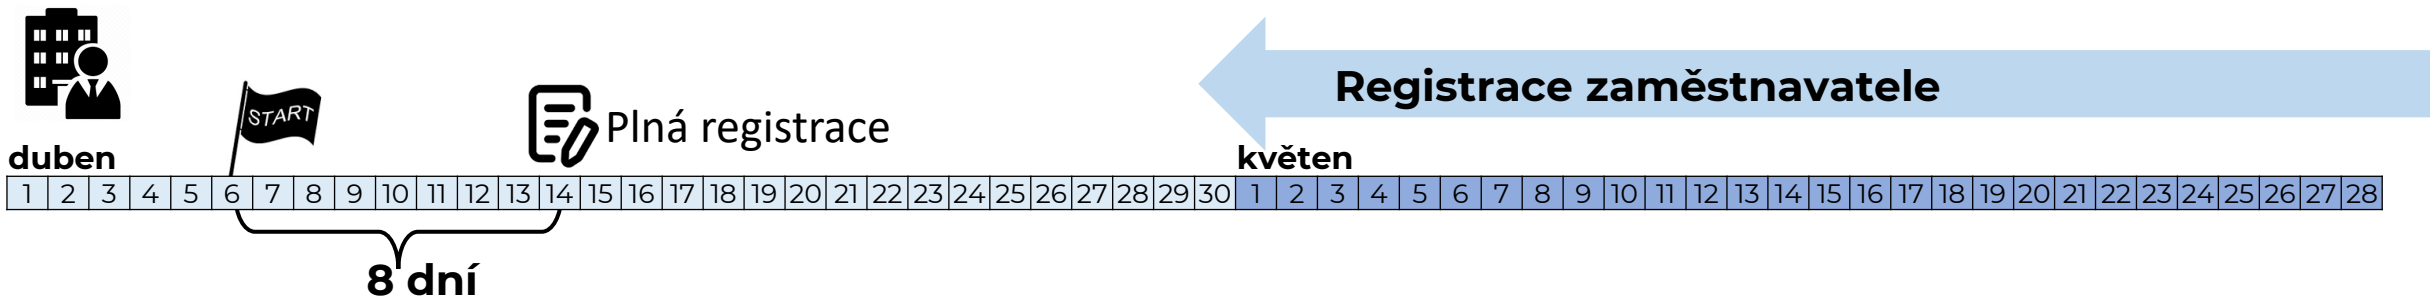 Registrace zaměstnavatele
START
Plná registrace
duben
květen
1 2 3 4 5 6 7 8 9 10 11 12 13 14 15 16 17 18 19 20 21 22 23 24 25 26 27 28 29 30 1 2 3 4 5 6 7 8 9 10 11 12 13 14 15 16 17 18 19 20 21 22 23 24 25 26 27 28
8 dní